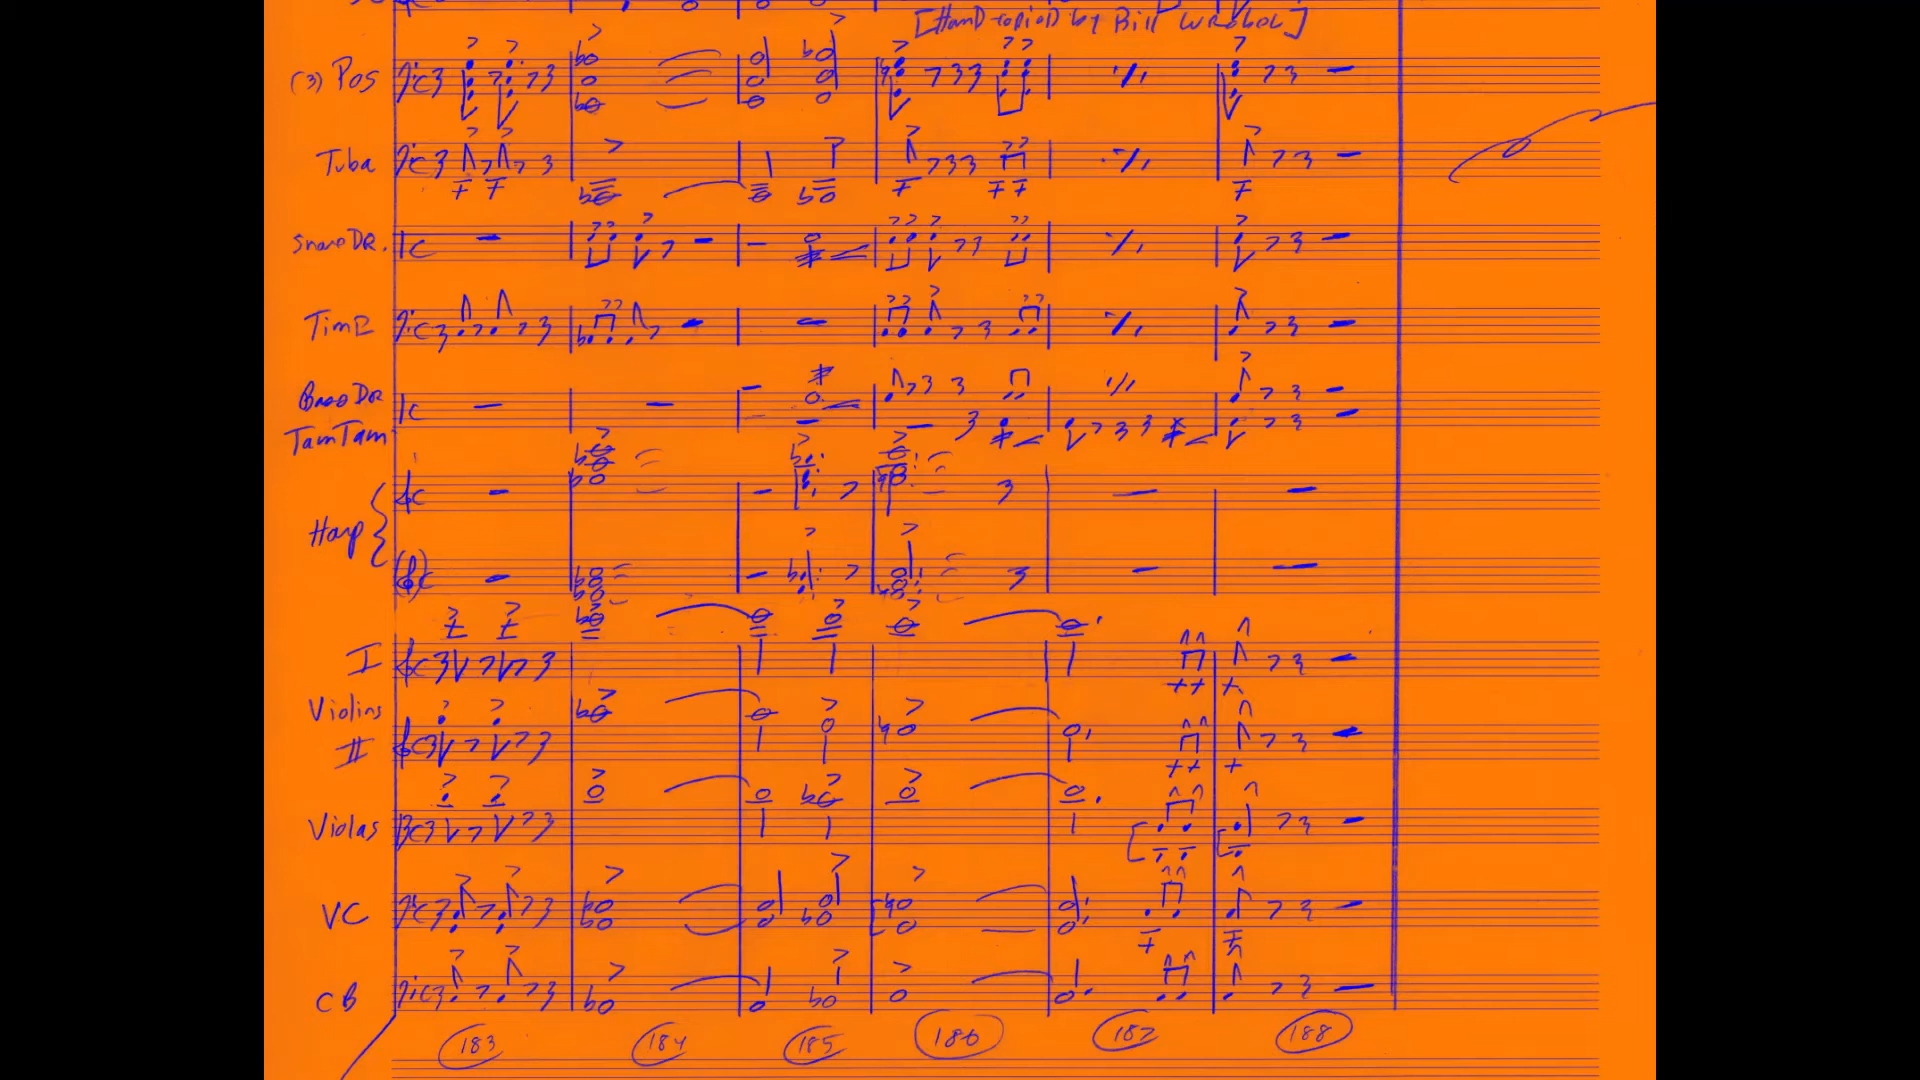 [HanD-copieD by Bill Wrobel]
(3) Pos
Tuba
Snare DR.
Timp
Bass DR
TamTam
Harp
I
Violins
II
Violas
VC
CB
183 184 185 186 187 188